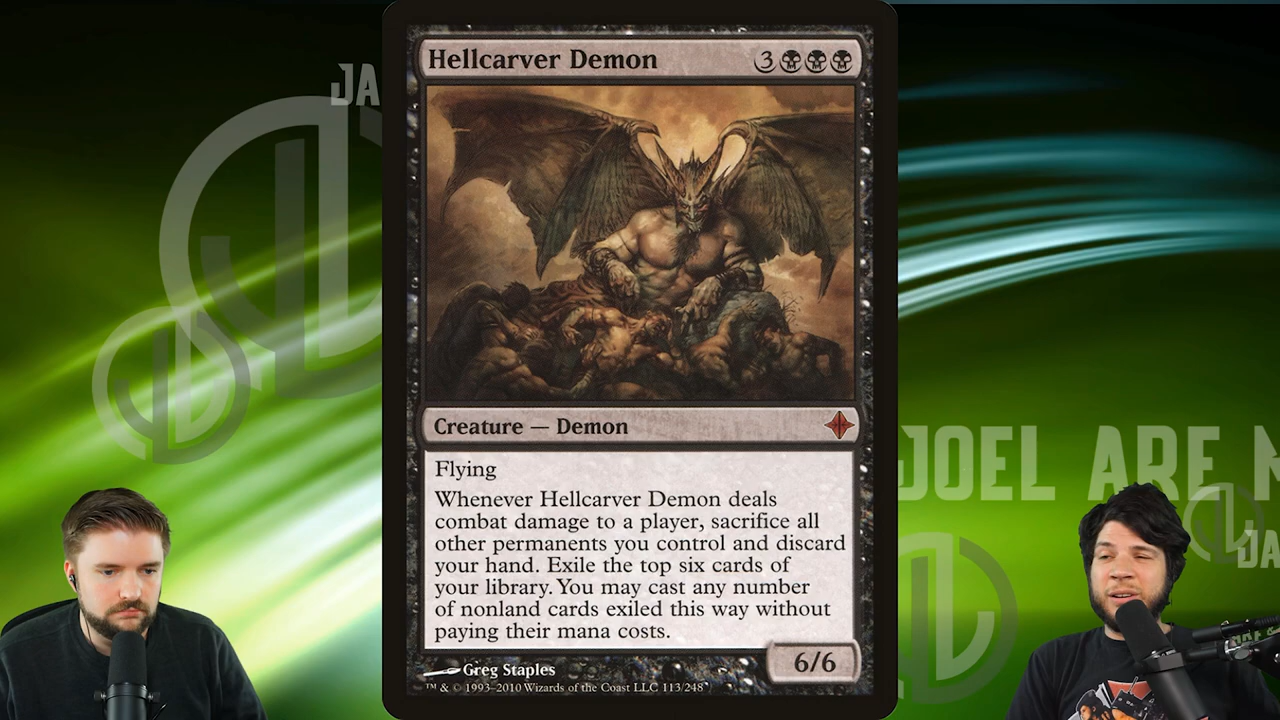 JA
Hellcarver Demon 3
Creature — Demon
Flying
Whenever Hellcarver Demon deals
combat damage to a player, sacrifice all
other permanents you control and discard
your hand. Exile the top six cards of
your library. You may cast any number
of nonland cards exiled this way without
paying their mana costs.
6/6
Greg Staples
™ & © 1993–2010 Wizards of the Coast LLC 113/248
JOEL ARE
JA